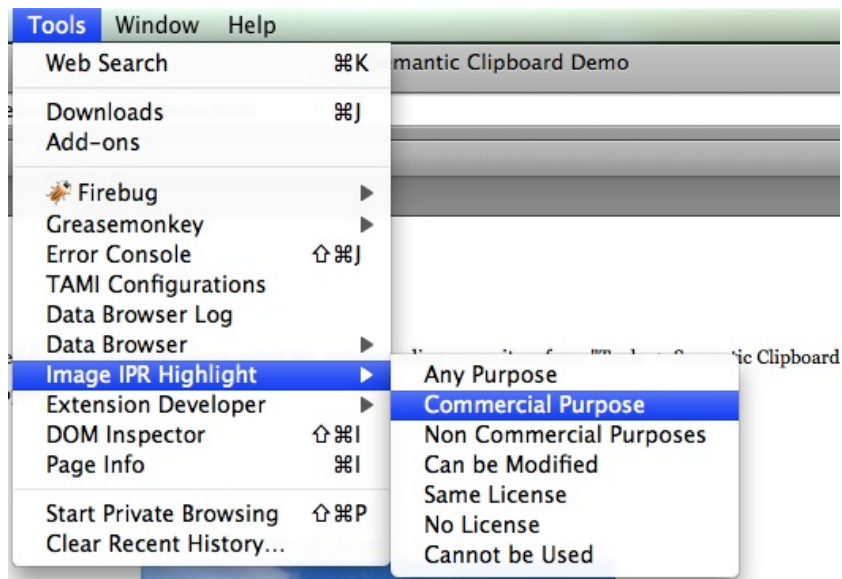 Tools Window Help
Web Search ⌘K
mantic Clipboard Demo
Downloads ⌘J
Add-ons
Firebug
Greasemonkey
Error Console ⇧⌘J
TAMI Configurations
Data Browser Log
Data Browser
tic Clipboard
Image IPR Highlight
Any Purpose
Extension Developer
Commercial Purpose
DOM Inspector ⇧⌘I
Non Commercial Purposes
Page Info ⌘I
Can be Modified
Same License
Start Private Browsing ⇧⌘P
No License
Clear Recent History...
Cannot be Used